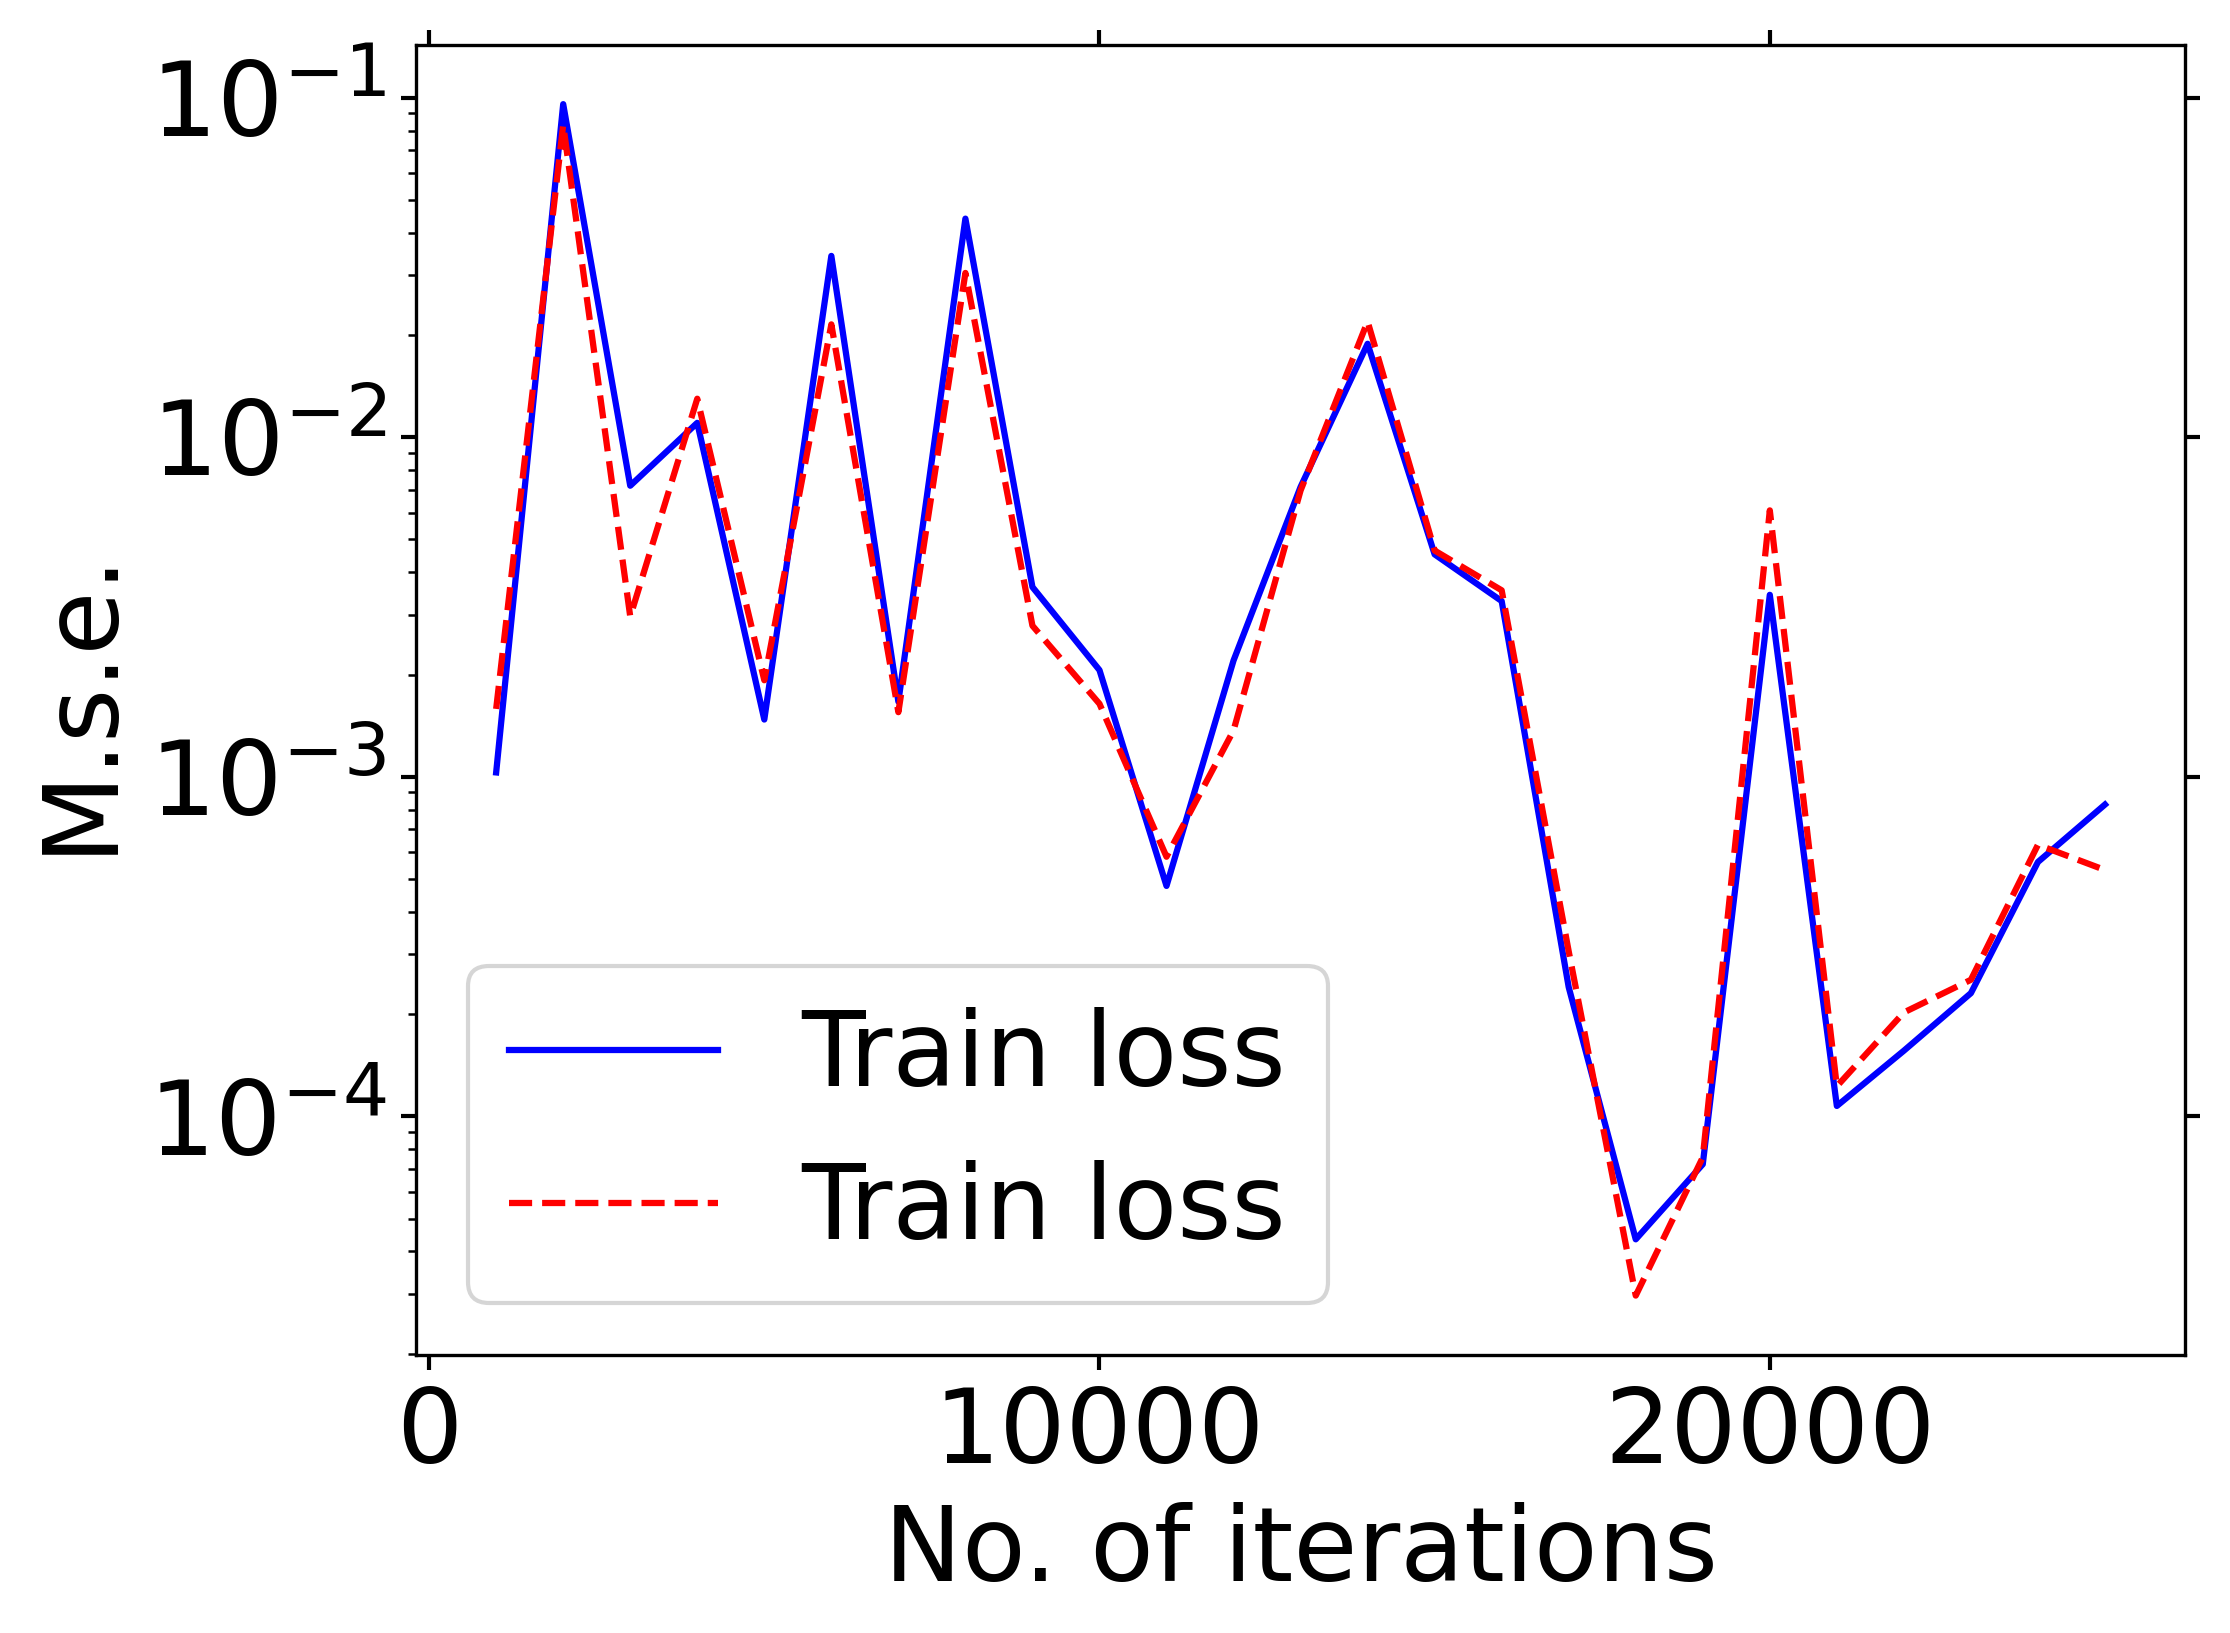 10⁻¹
10⁻²
10⁻³
10⁻⁴
M.s.e.
Train loss
Train loss
0 10000 20000
No. of iterations